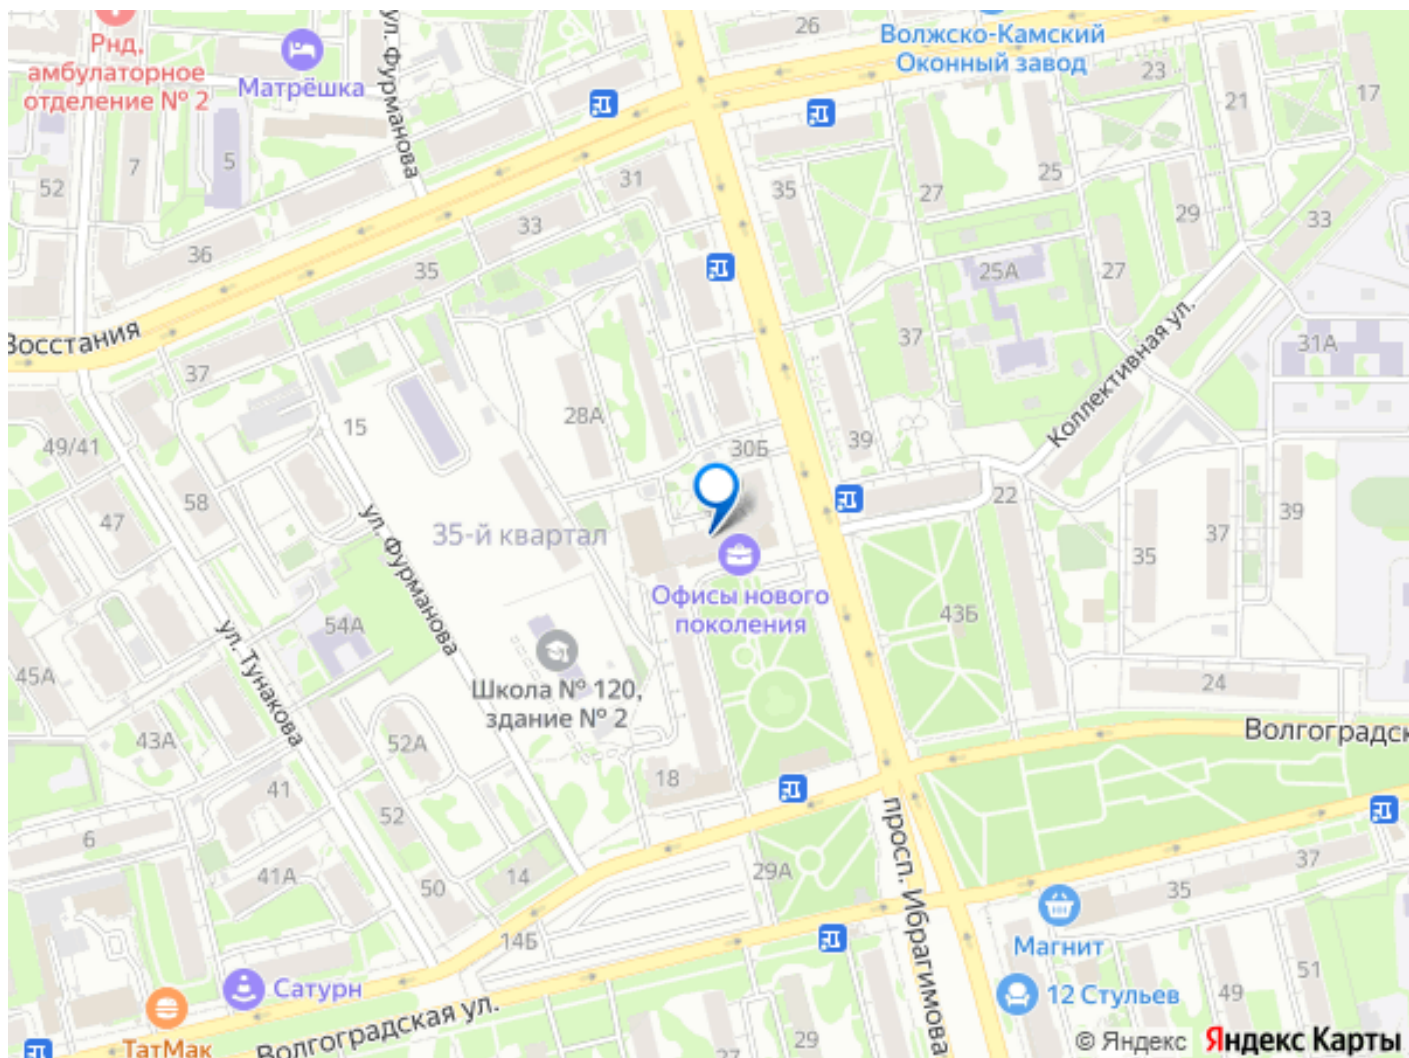 Рнд,
амбулаторное
отделение № 2
Матрёшка
ул. Фурманова
26
Волжско-Камский
Оконный завод
23
21
17
52
7
5
36
33
31
35
35
27
25
29
33
25А
27
Восстания
37
37
Коллективная ул.
31А
49/41
15
28А
30Б
39
58
47
ул. Фурманова
35-й квартал
22
35
37
39
Офисы нового
поколения
43Б
54А
ул. Тунакова
45А
Школа № 120,
здание № 2
24
Волгоградск
43А
52А
18
41
52
6
41А
50
14
29А
просп. Ибрагимова
37
35
14Б
Магнит
Сатурн
12 Стульев
51
49
ТатМак
Волгоградская ул.
27
29
© Яндекс
Яндекс Карты